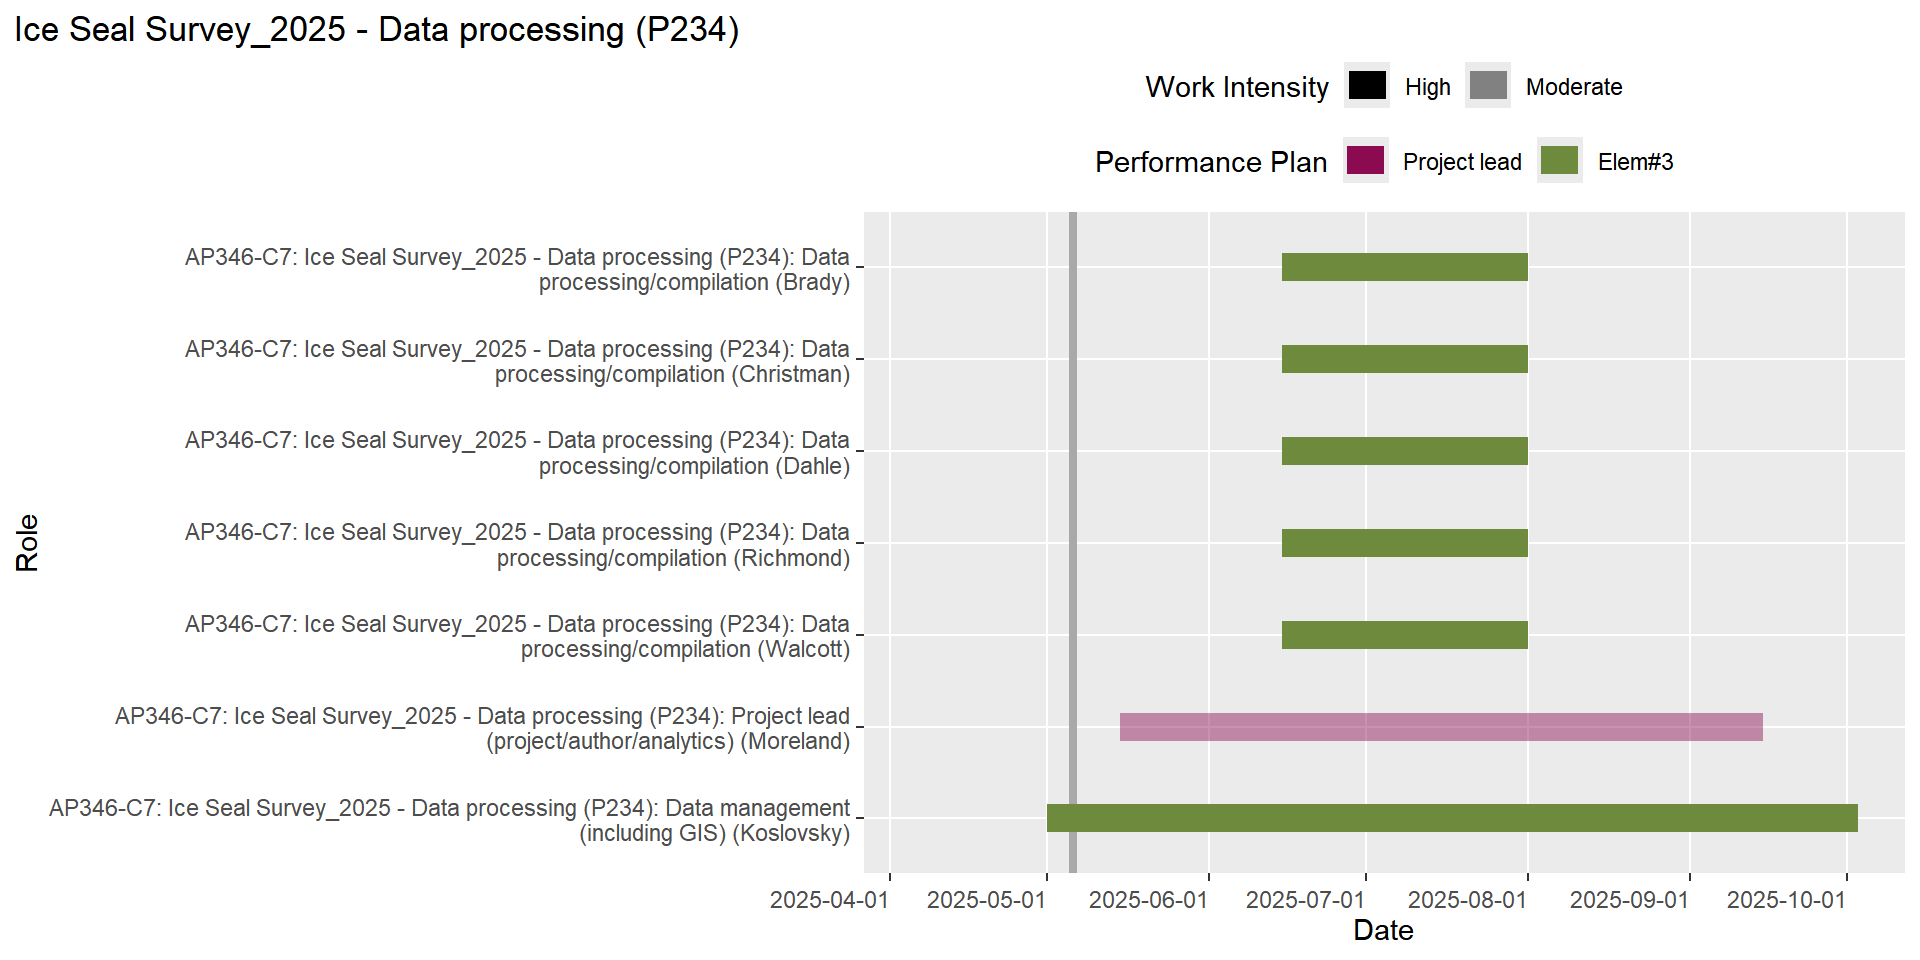 Ice Seal Survey_2025 - Data processing (P234)
Work Intensity High Moderate
Performance Plan Project lead Elem#3
AP346-C7: Ice Seal Survey_2025 - Data processing (P234): Data
processing/compilation (Brady)
AP346-C7: Ice Seal Survey_2025 - Data processing (P234): Data
processing/compilation (Christman)
AP346-C7: Ice Seal Survey_2025 - Data processing (P234): Data
processing/compilation (Dahle)
AP346-C7: Ice Seal Survey_2025 - Data processing (P234): Data
processing/compilation (Richmond)
AP346-C7: Ice Seal Survey_2025 - Data processing (P234): Data
processing/compilation (Walcott)
AP346-C7: Ice Seal Survey_2025 - Data processing (P234): Project lead
(project/author/analytics) (Moreland)
AP346-C7: Ice Seal Survey_2025 - Data processing (P234): Data management
(including GIS) (Koslovsky)
Role
2025-04-01 2025-05-01 2025-06-01 2025-07-01 2025-08-01 2025-09-01 2025-10-01
Date